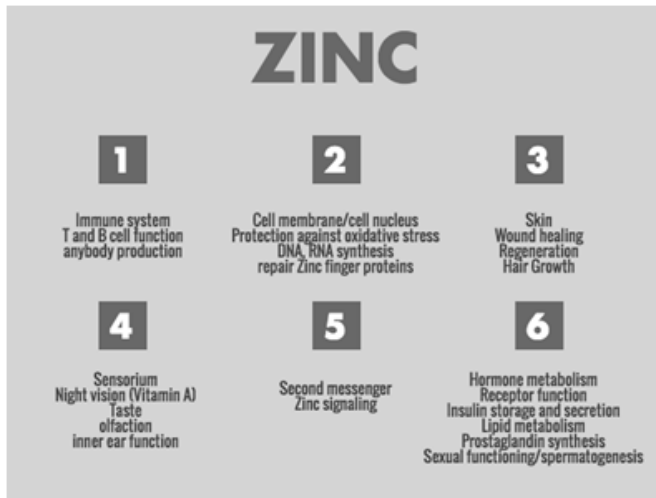 ZINC
1
Immune system
T and B cell function
anybody production
2
Cell membrane/cell nucleus
Protection against oxidative stress
DNA, RNA synthesis
repair Zinc finger proteins
3
Skin
Wound healing
Regeneration
Hair Growth
4
Sensorium
Night vision (Vitamin A)
Taste
olfaction
inner ear function
5
Second messenger
Zinc signaling
6
Hormone metabolism
Receptor function
Insulin storage and secretion
Lipid metabolism
Prostaglandin synthesis
Sexual functioning/spermatogenesis